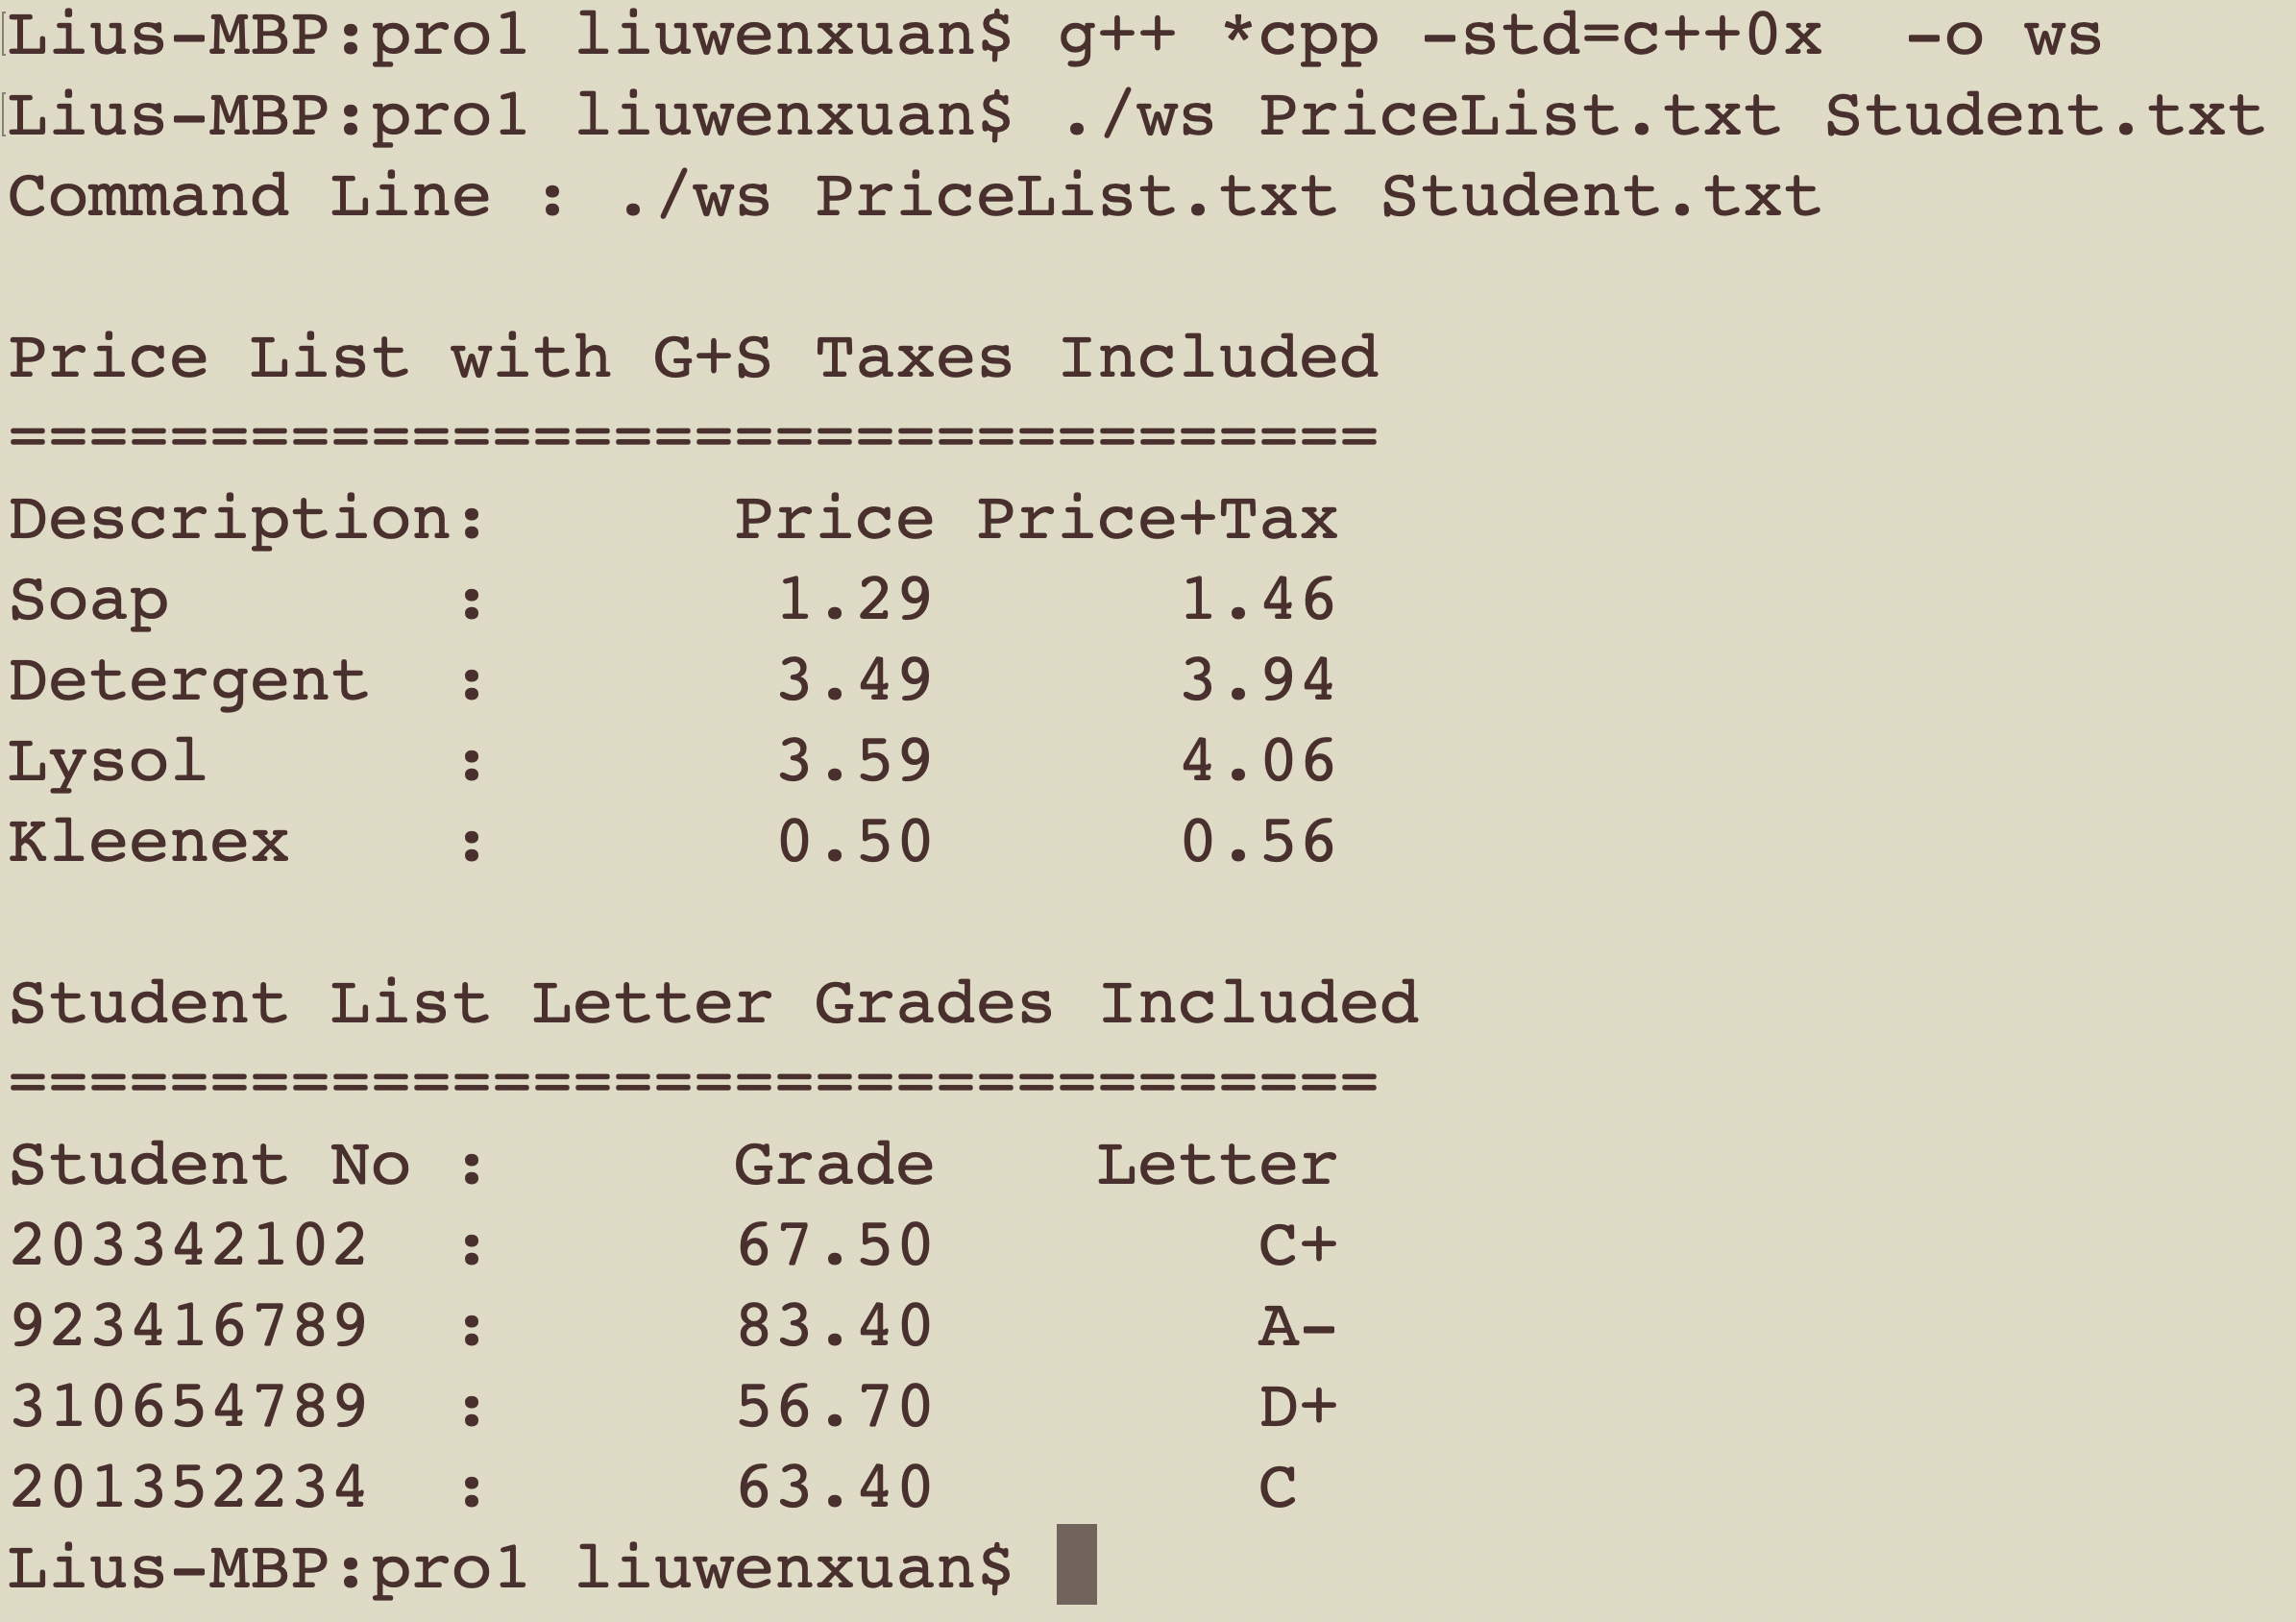 Lius-MBP:pro1 liuwenxuan$ g++ *cpp -std=c++0x  -o ws
Lius-MBP:pro1 liuwenxuan$ ./ws PriceList.txt Student.txt
Command Line : ./ws PriceList.txt Student.txt

Price List with G+S Taxes Included
==================================
Description:      Price Price+Tax
Soap       :       1.29      1.46
Detergent  :       3.49      3.94
Lysol      :       3.59      4.06
Kleenex    :       0.50      0.56

Student List Letter Grades Included
==================================
Student No :      Grade    Letter
203342102  :      67.50        C+
923416789  :      83.40        A-
310654789  :      56.70        D+
201352234  :      63.40        C
Lius-MBP:pro1 liuwenxuan$